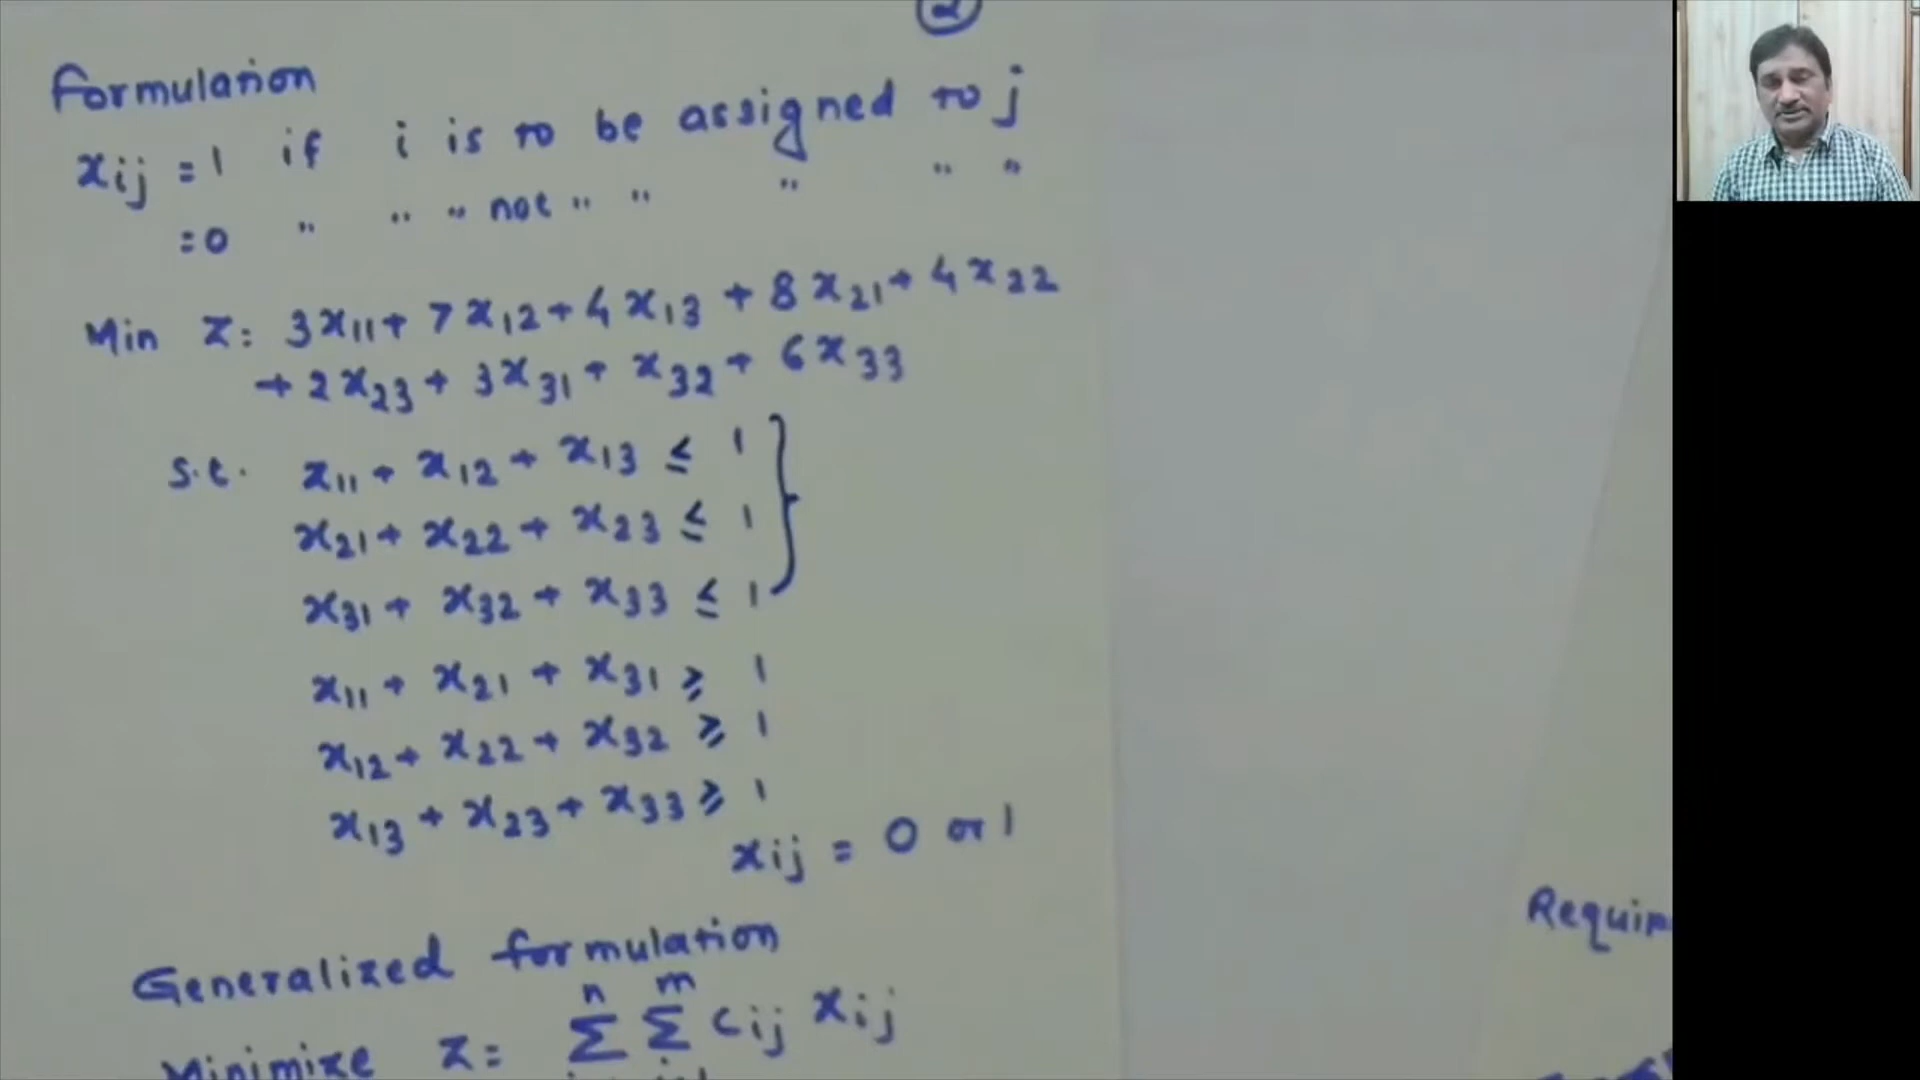 2
Formulation
xij = 1 if i is to be assigned to j
= 0 " " " not " " " " "
Min Z: 3x11 + 7x12 + 4x13 + 8x21 + 4x22
+ 2x23 + 3x31 + x32 + 6x33
s.t. x11 + x12 + x13 ≤ 1
x21 + x22 + x23 ≤ 1
x31 + x32 + x33 ≤ 1
x11 + x21 + x31 ≥ 1
x12 + x22 + x32 ≥ 1
x13 + x23 + x33 ≥ 1
xij = 0 or 1
Generalized formulation
Minimize Z = n Σ m Σ cij xij